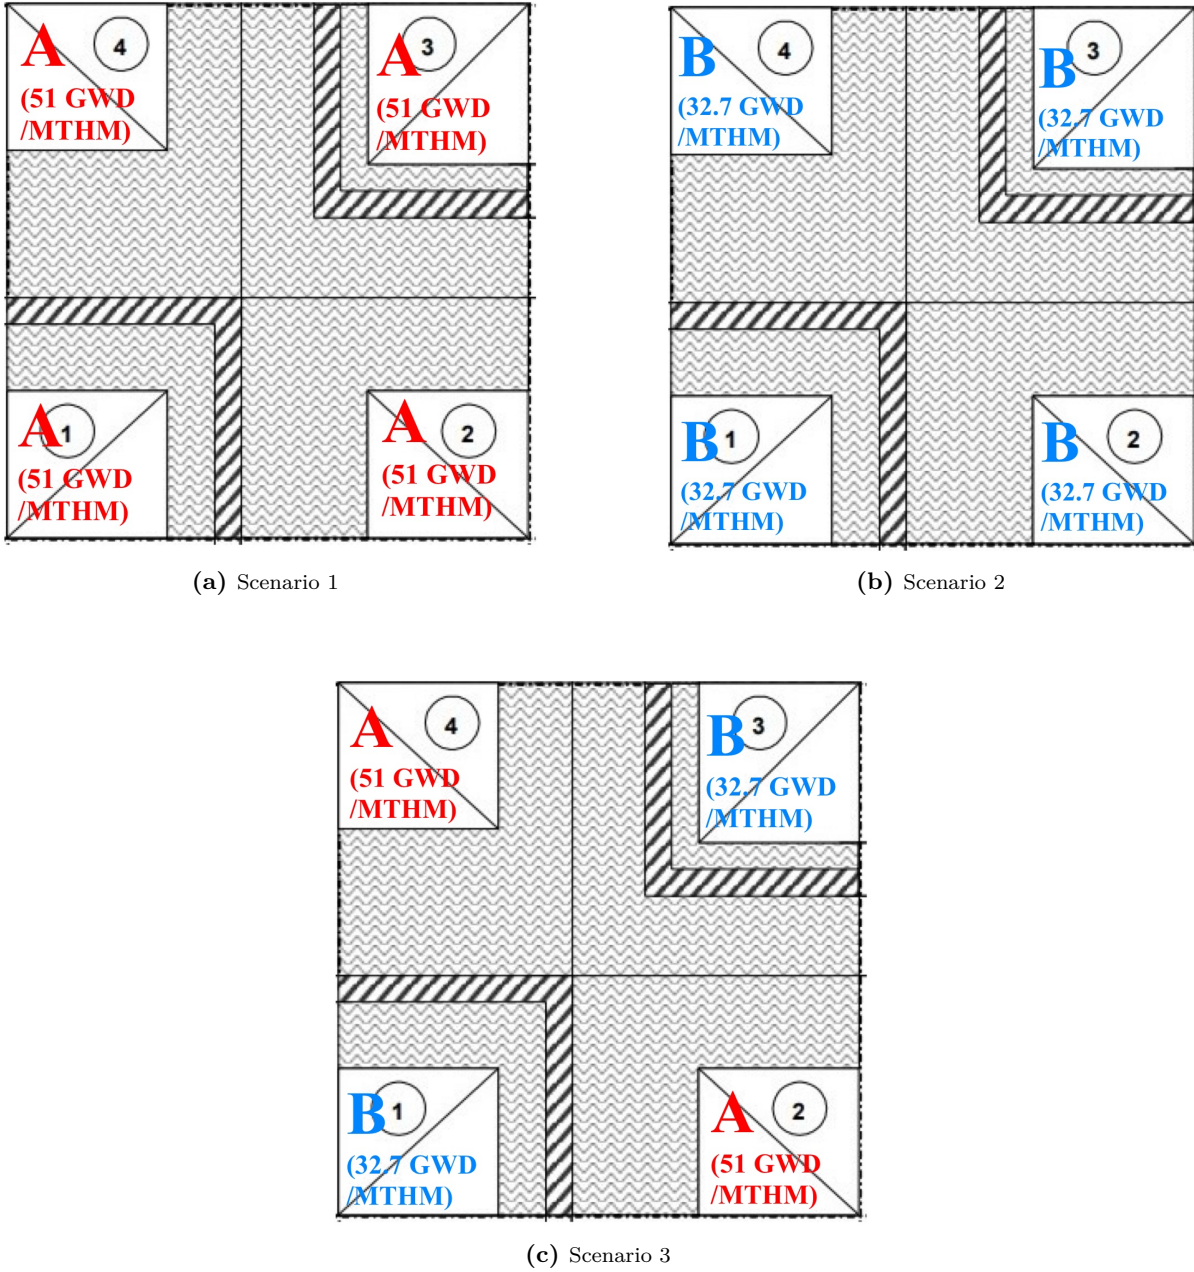 A 4
(51 GWD
/MTHM)
A 3
(51 GWD
/MTHM)
A 1
(51 GWD
/MTHM)
A 2
(51 GWD
/MTHM)
(a) Scenario 1
B 4
(32.7 GWD
/MTHM)
B 3
(32.7 GWD
/MTHM)
B 1
(32.7 GWD
/MTHM)
B 2
(32.7 GWD
/MTHM)
(b) Scenario 2
A 4
(51 GWD
/MTHM)
B 3
(32.7 GWD
/MTHM)
B 1
(32.7 GWD
/MTHM)
A 2
(51 GWD
/MTHM)
(c) Scenario 3